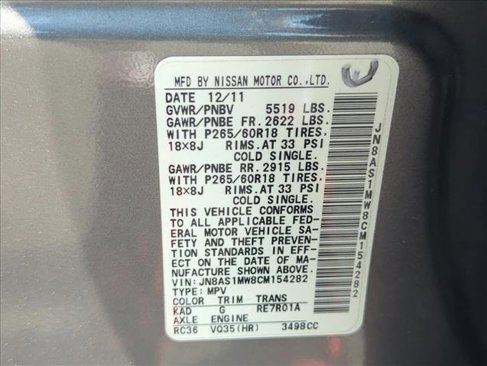 MFD BY NISSAN MOTOR CO.,LTD.
DATE 12/11
GVWR/PNBV 5519 LBS.
GAWR/PNBE FR. 2622 LBS.
WITH P265/60R18 TIRES.
18×8J RIMS. AT 33 PSI
COLD SINGLE.
GAWR/PNBE RR. 2915 LBS.
WITH P265/60R18 TIRES.
18×8J RIMS. AT 33 PSI
COLD SINGLE.
THIS VEHICLE CONFORMS
TO ALL APPLICABLE FED-
ERAL MOTOR VEHICLE SA-
FETY AND THEFT PREVEN-
TION STANDARDS IN EFF-
ECT ON THE DATE OF MA-
NUFACTURE SHOWN ABOVE.
VIN: JN8AS1MW8CM154282
TYPE: MPV
COLOR TRIM TRANS
KAD G RE7R01A
AXLE ENGINE
RC36 VQ35(HR) 3498CC
JN8AS1MW8CM154282